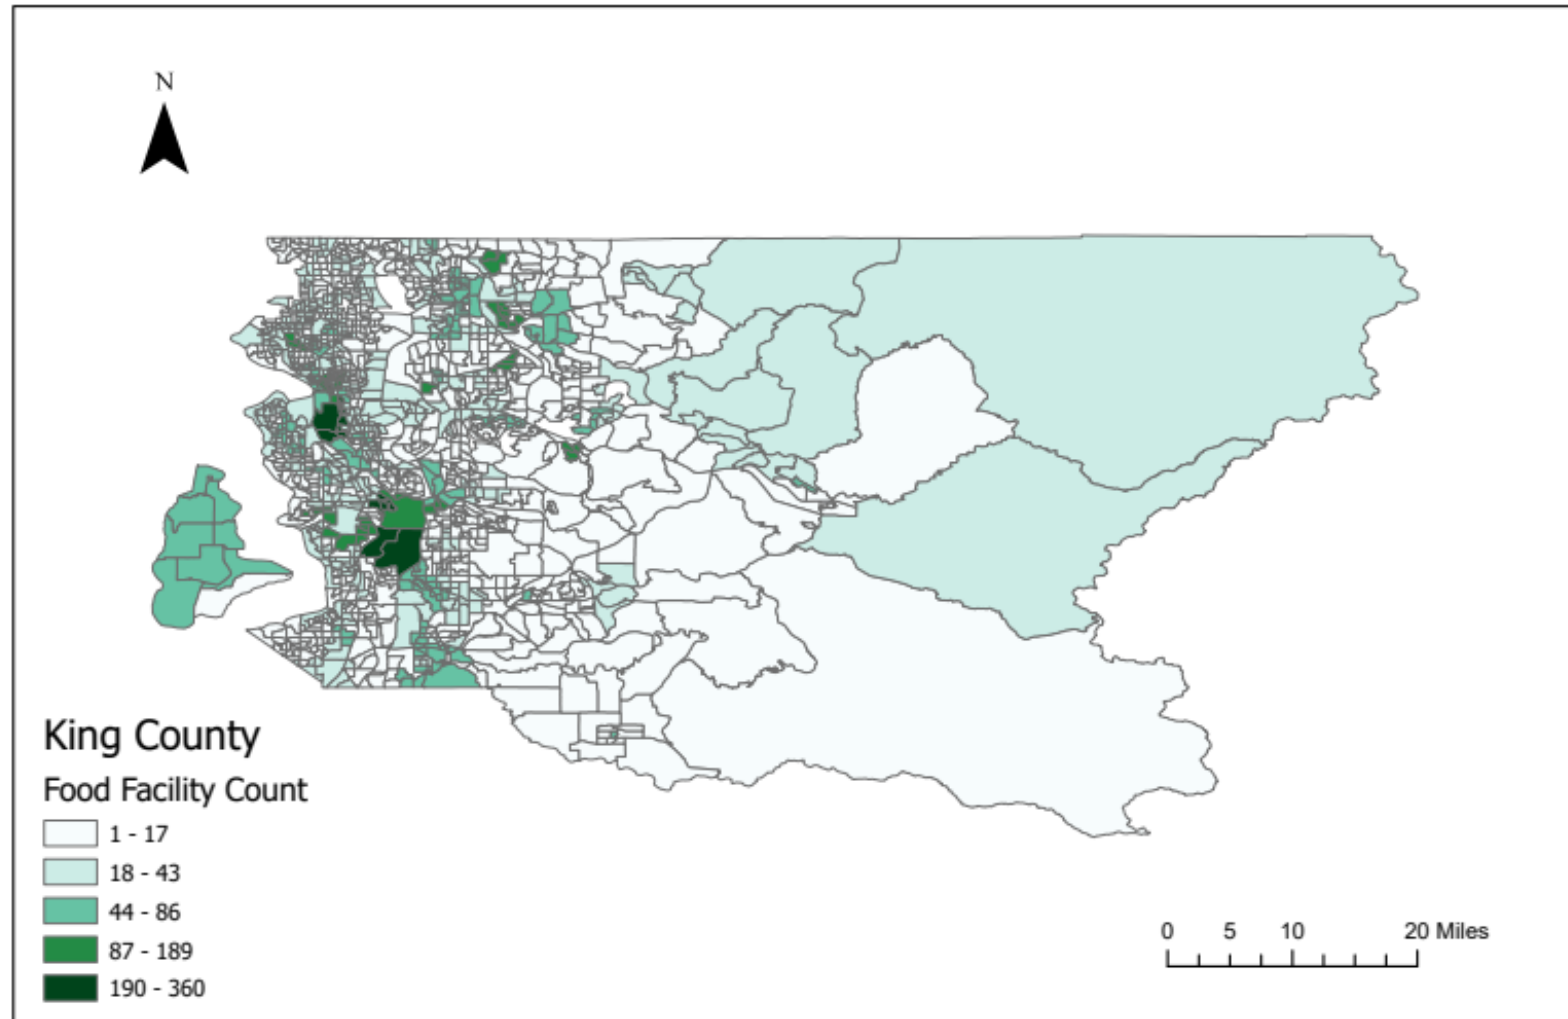 N
King County
Food Facility Count
1 - 17
18 - 43
44 - 86
87 - 189
190 - 360
0 5 10 20 Miles